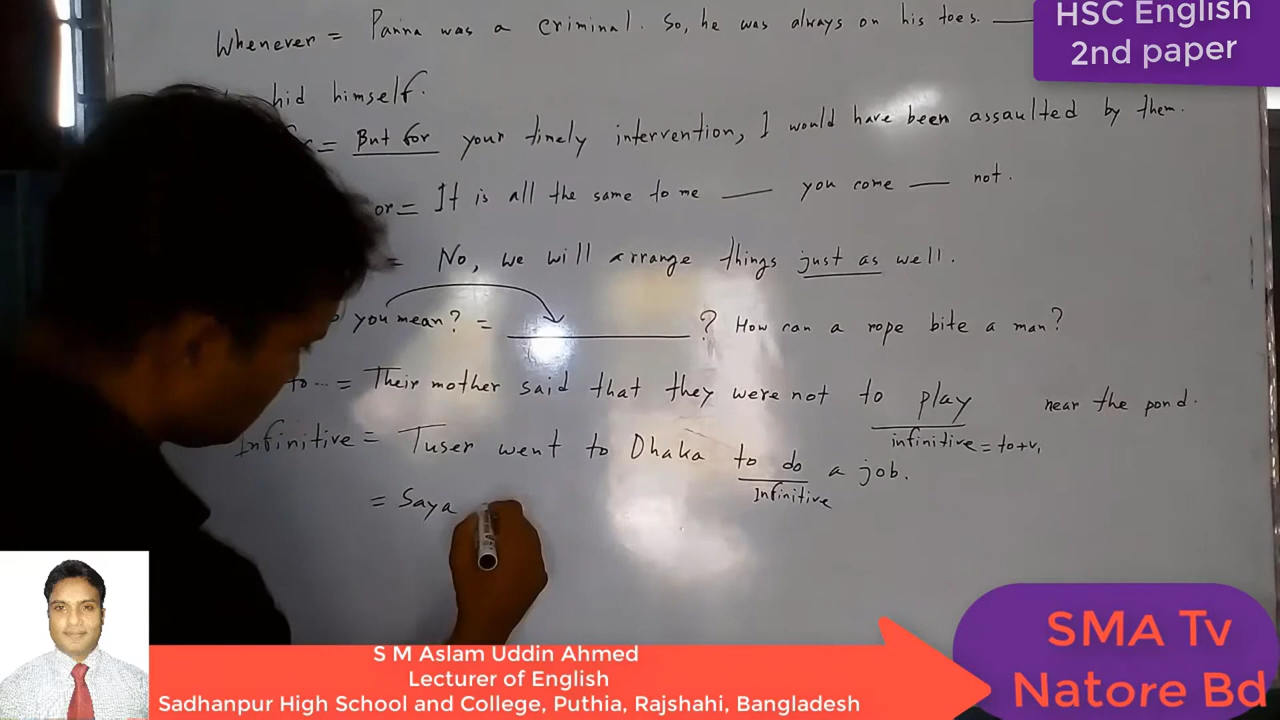 Whenever = Panna was a criminal. So, he was always on his toes. ____
hid himself.
= But for your timely intervention, I would have been assaulted by them.
or = It is all the same to me ____ you come ____ not.
= No, we will arrange things just as well.
you mean? = ____ ? How can a rope bite a man?
to ... = Their mother said that they were not to play near the pond.
infinitive = to+v1
Infinitive = Tuser went to Dhaka to do a job.
Infinitive
= Saya
HSC English
2nd paper
S M Aslam Uddin Ahmed
Lecturer of English
Sadhanpur High School and College, Puthia, Rajshahi, Bangladesh
SMA Tv
Natore Bd